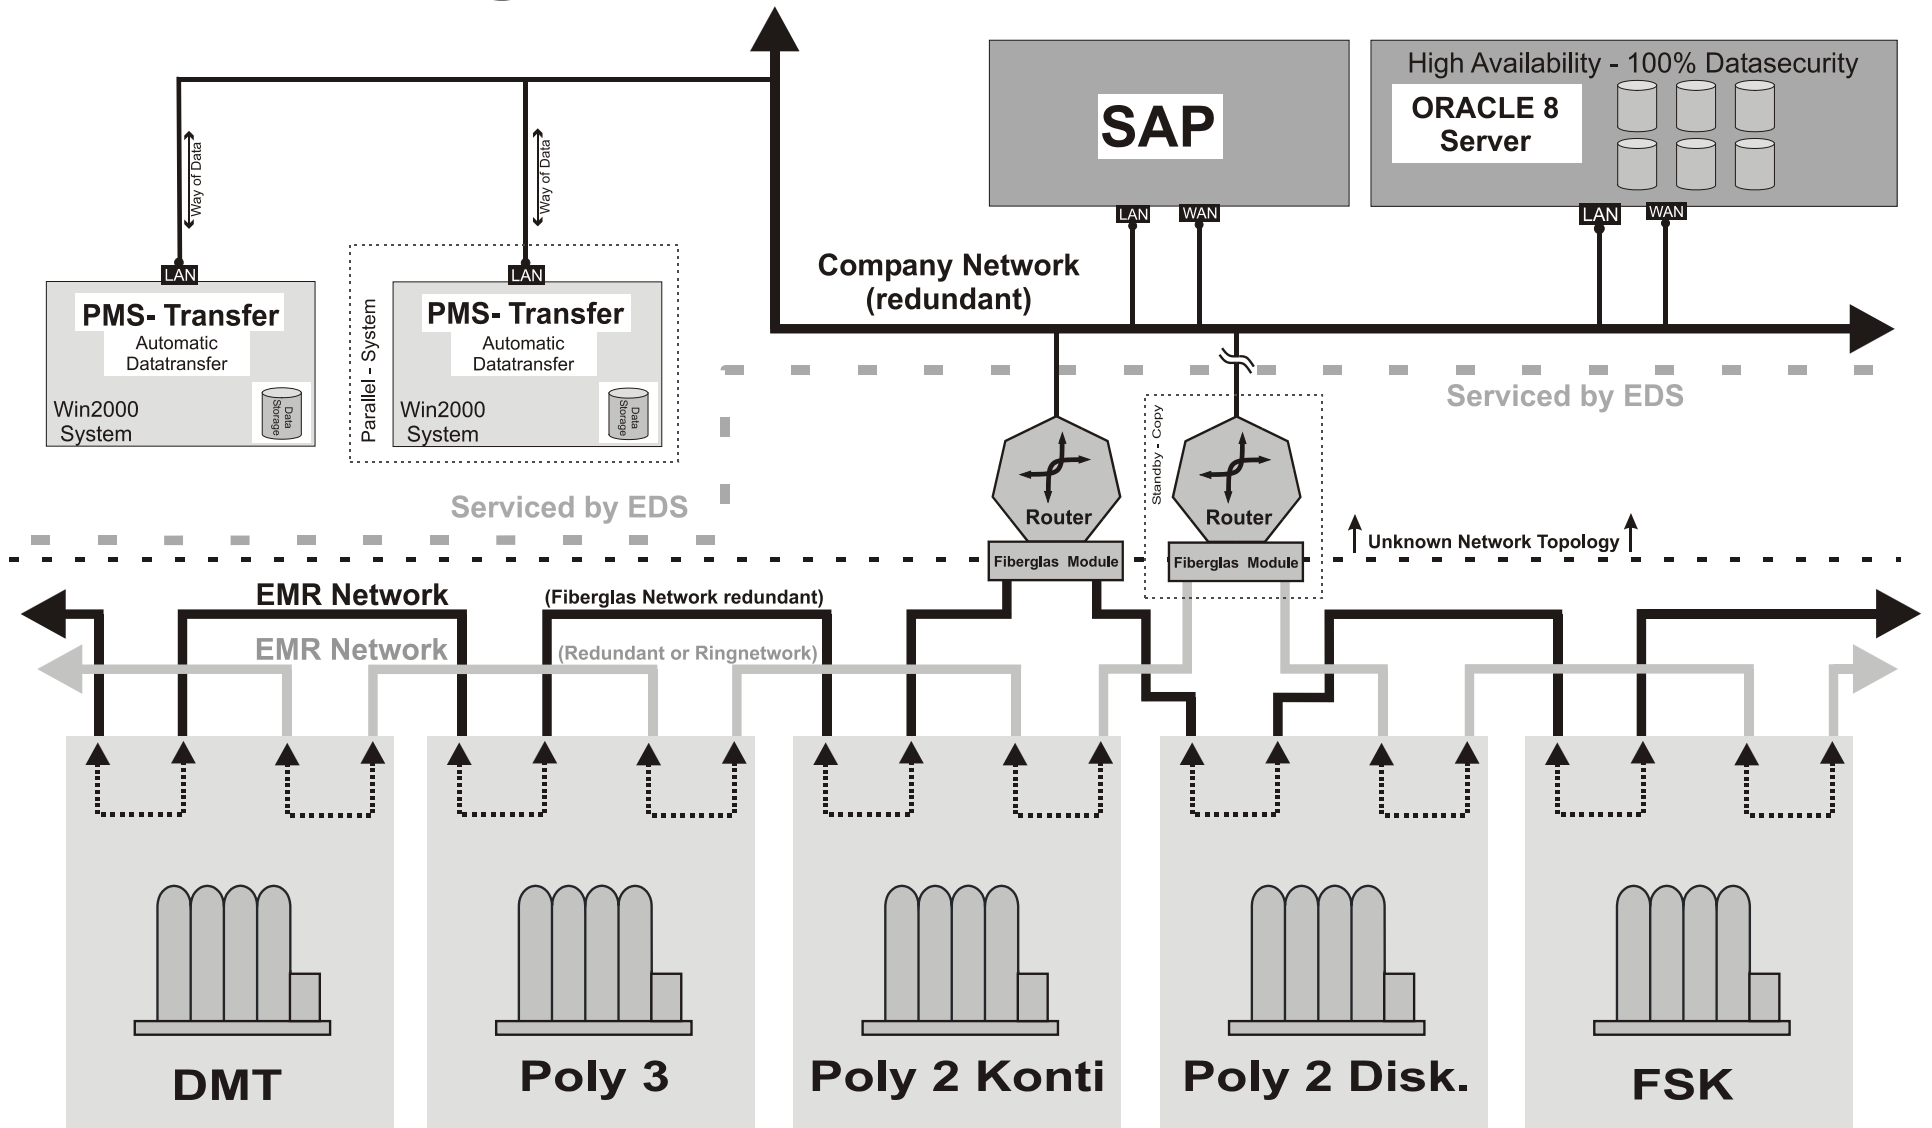 High Availability - 100% Datasecurity
SAP
ORACLE 8
Server
Way of Data
Way of Data
LAN
WAN
LAN
WAN
Company Network
(redundant)
LAN
PMS- Transfer
Automatic
Datatransfer
Win2000
System
Data
Storage
Parallel - System
LAN
PMS- Transfer
Automatic
Datatransfer
Win2000
System
Data
Storage
Serviced by EDS
Serviced by EDS
Router
Fiberglas Module
Standby - Copy
Router
Fiberglas Module
Unknown Network Topology
EMR Network
(Fiberglas Network redundant)
EMR Network
(Redundant or Ringnetwork)
DMT
Poly 3
Poly 2 Konti
Poly 2 Disk.
FSK